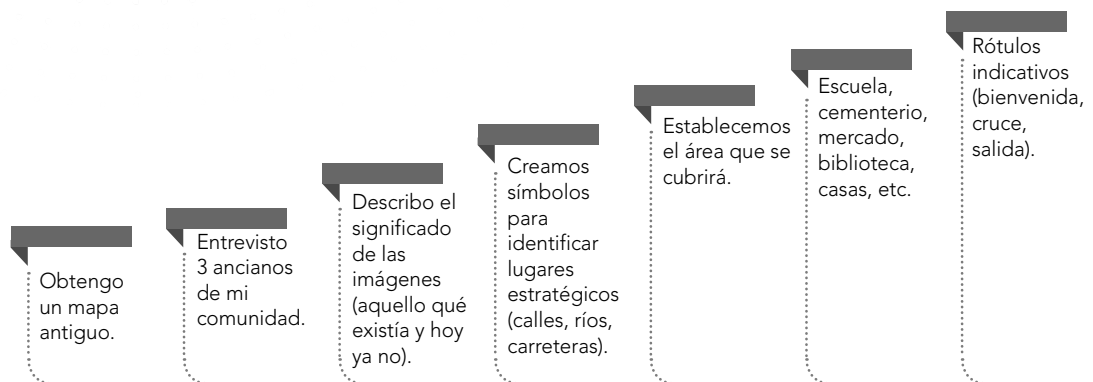 Obtengo
un mapa
antiguo.
Entrevisto
3 ancianos
de mi
comunidad.
Describo el
significado
de las
imágenes
(aquello qué
existía y hoy
ya no).
Creamos
símbolos
para
identificar
lugares
estratégicos
(calles, ríos,
carreteras).
Establecemos
el área que se
cubrirá.
Escuela,
cementerio,
mercado,
biblioteca,
casas, etc.
Rótulos
indicativos
(bienvenida,
cruce,
salida).